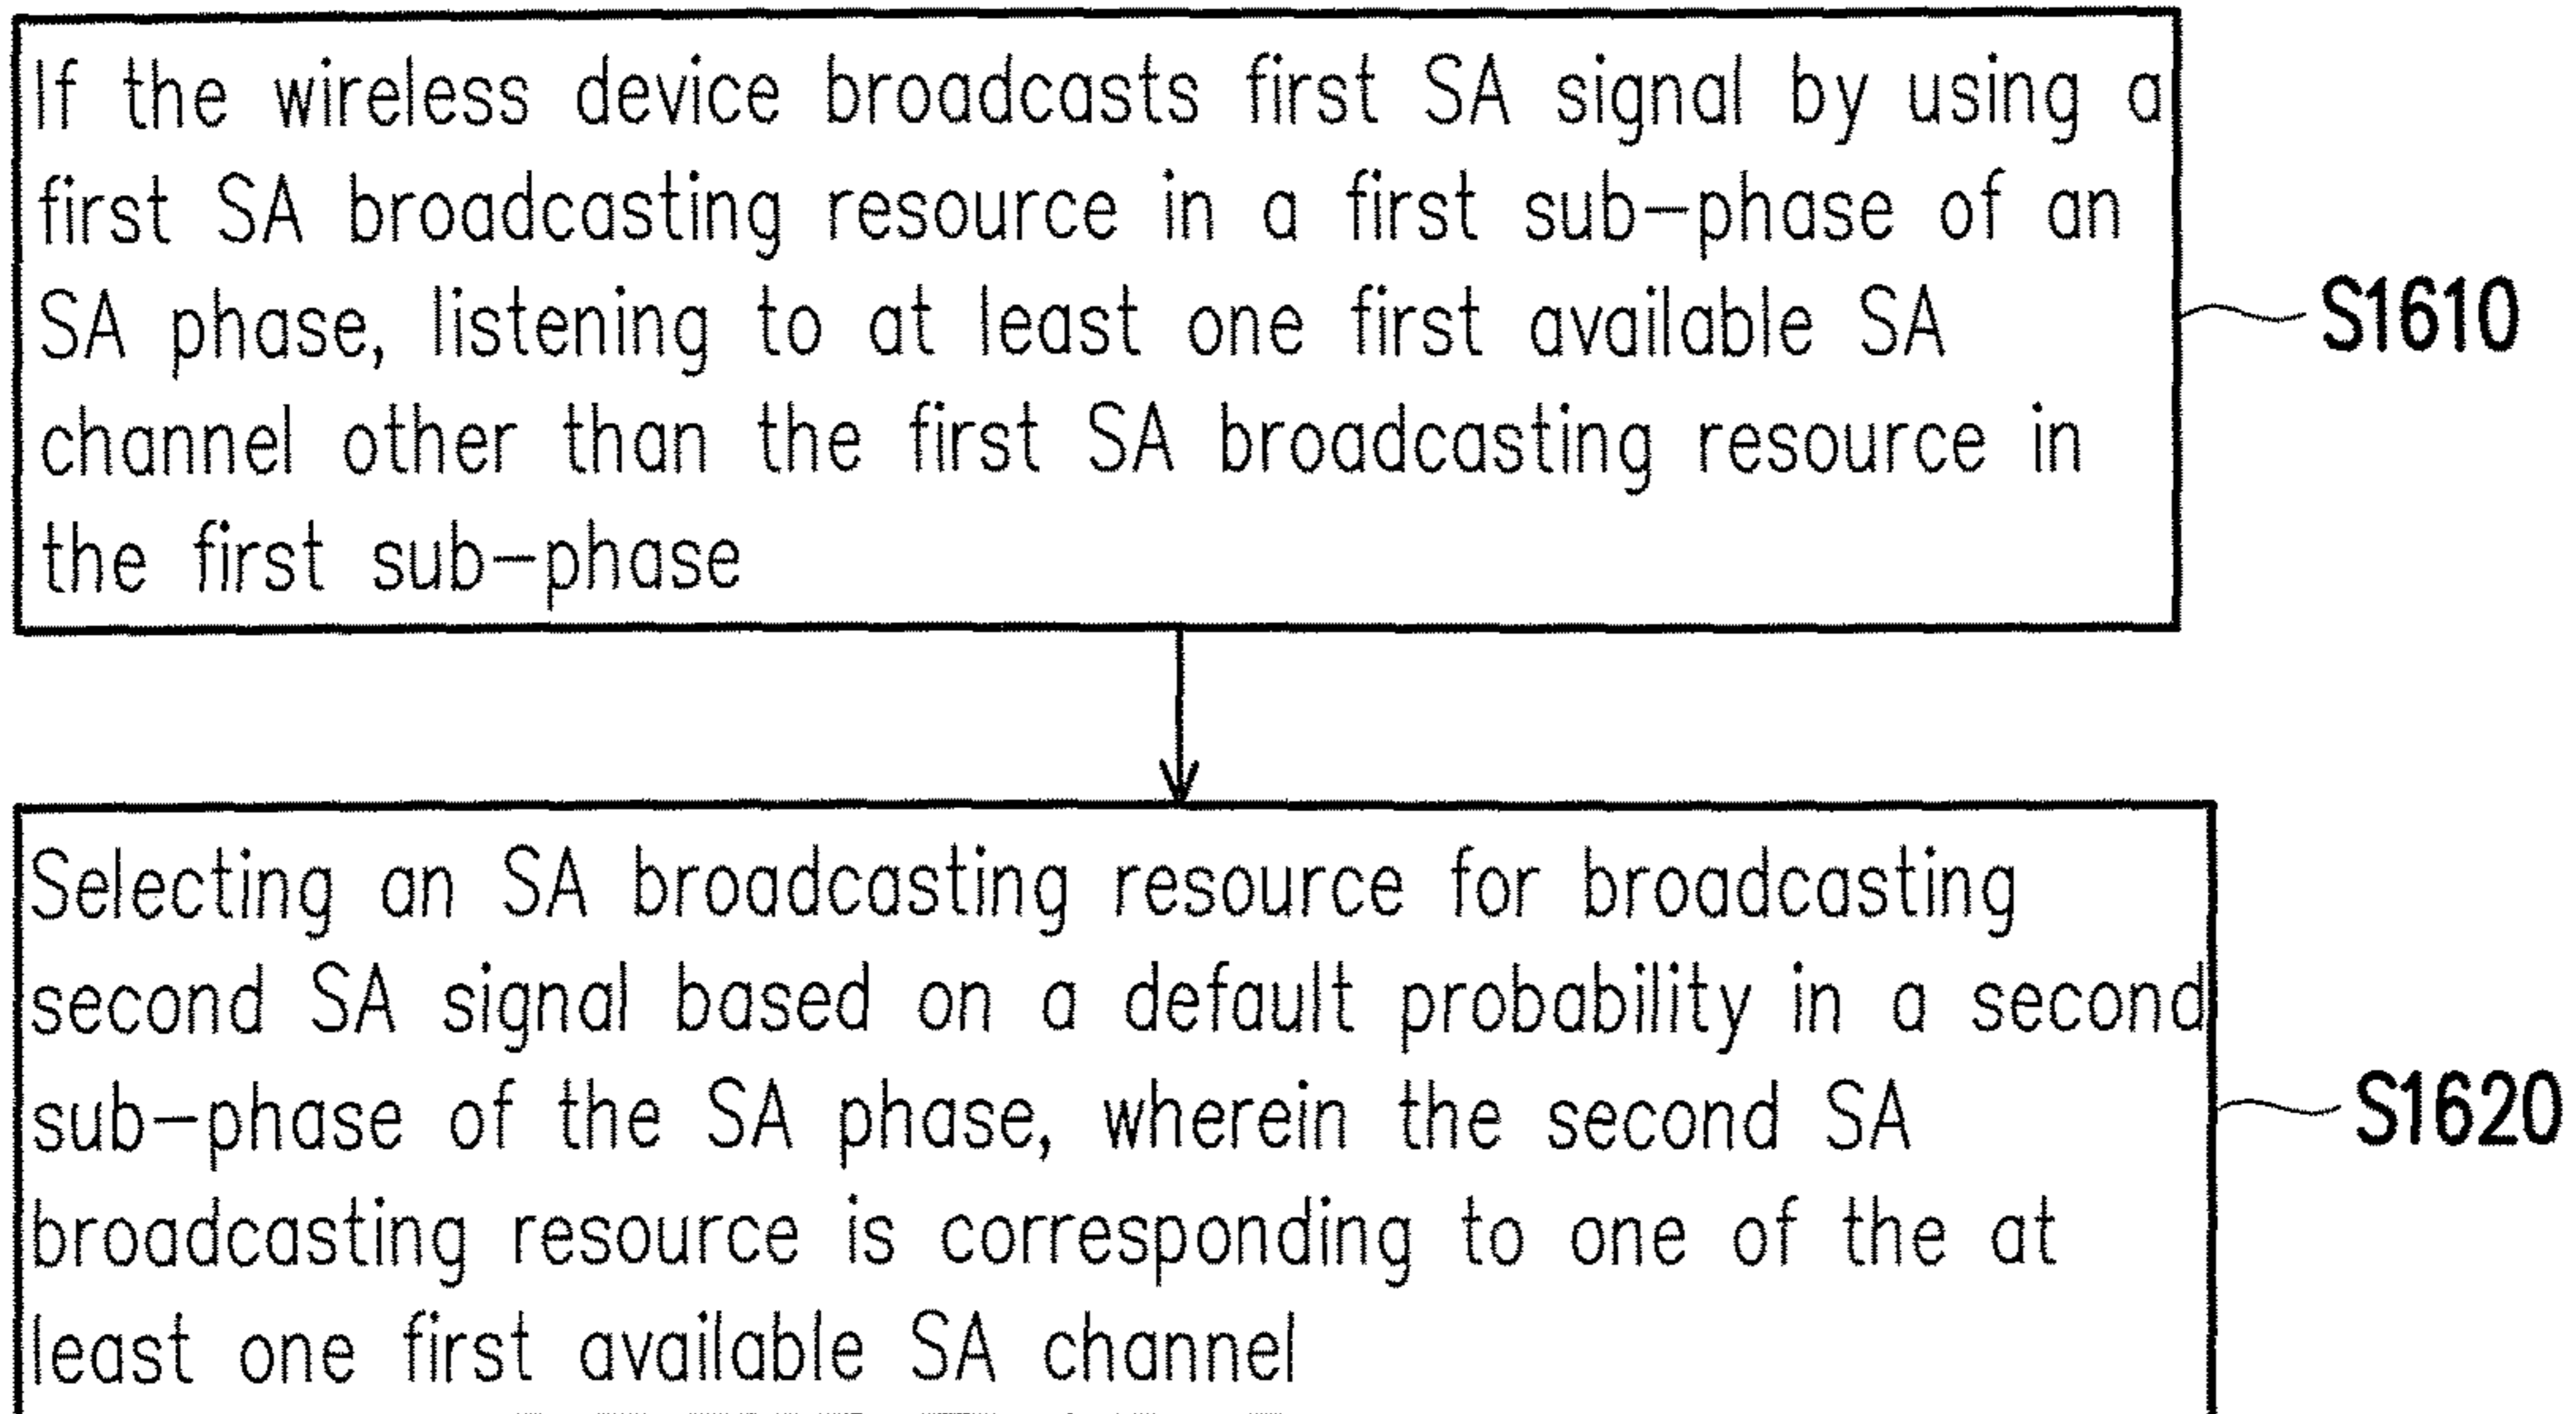 If the wireless device broadcasts first SA signal by using a
first SA broadcasting resource in a first sub-phase of an
SA phase, listening to at least one first available SA
channel other than the first SA broadcasting resource in
the first sub-phase
S1610
Selecting an SA broadcasting resource for broadcasting
second SA signal based on a default probability in a second
sub-phase of the SA phase, wherein the second SA
broadcasting resource is corresponding to one of the at
least one first available SA channel
S1620